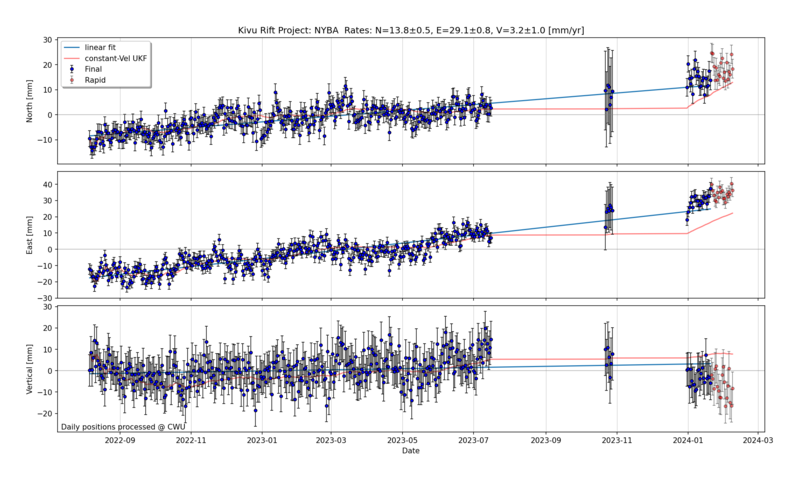 Kivu Rift Project: NYBA  Rates: N=13.8±0.5, E=29.1±0.8, V=3.2±1.0 [mm/yr]
linear fit
constant-Vel UKF
Final
Rapid
North [mm]
30
20
10
0
−10
East [mm]
40
30
20
10
0
−10
−20
−30
Vertical [mm]
30
20
10
0
−10
−20
Daily positions processed @ CWU
2022-09
2022-11
2023-01
2023-03
2023-05
2023-07
2023-09
2023-11
2024-01
2024-03
Date